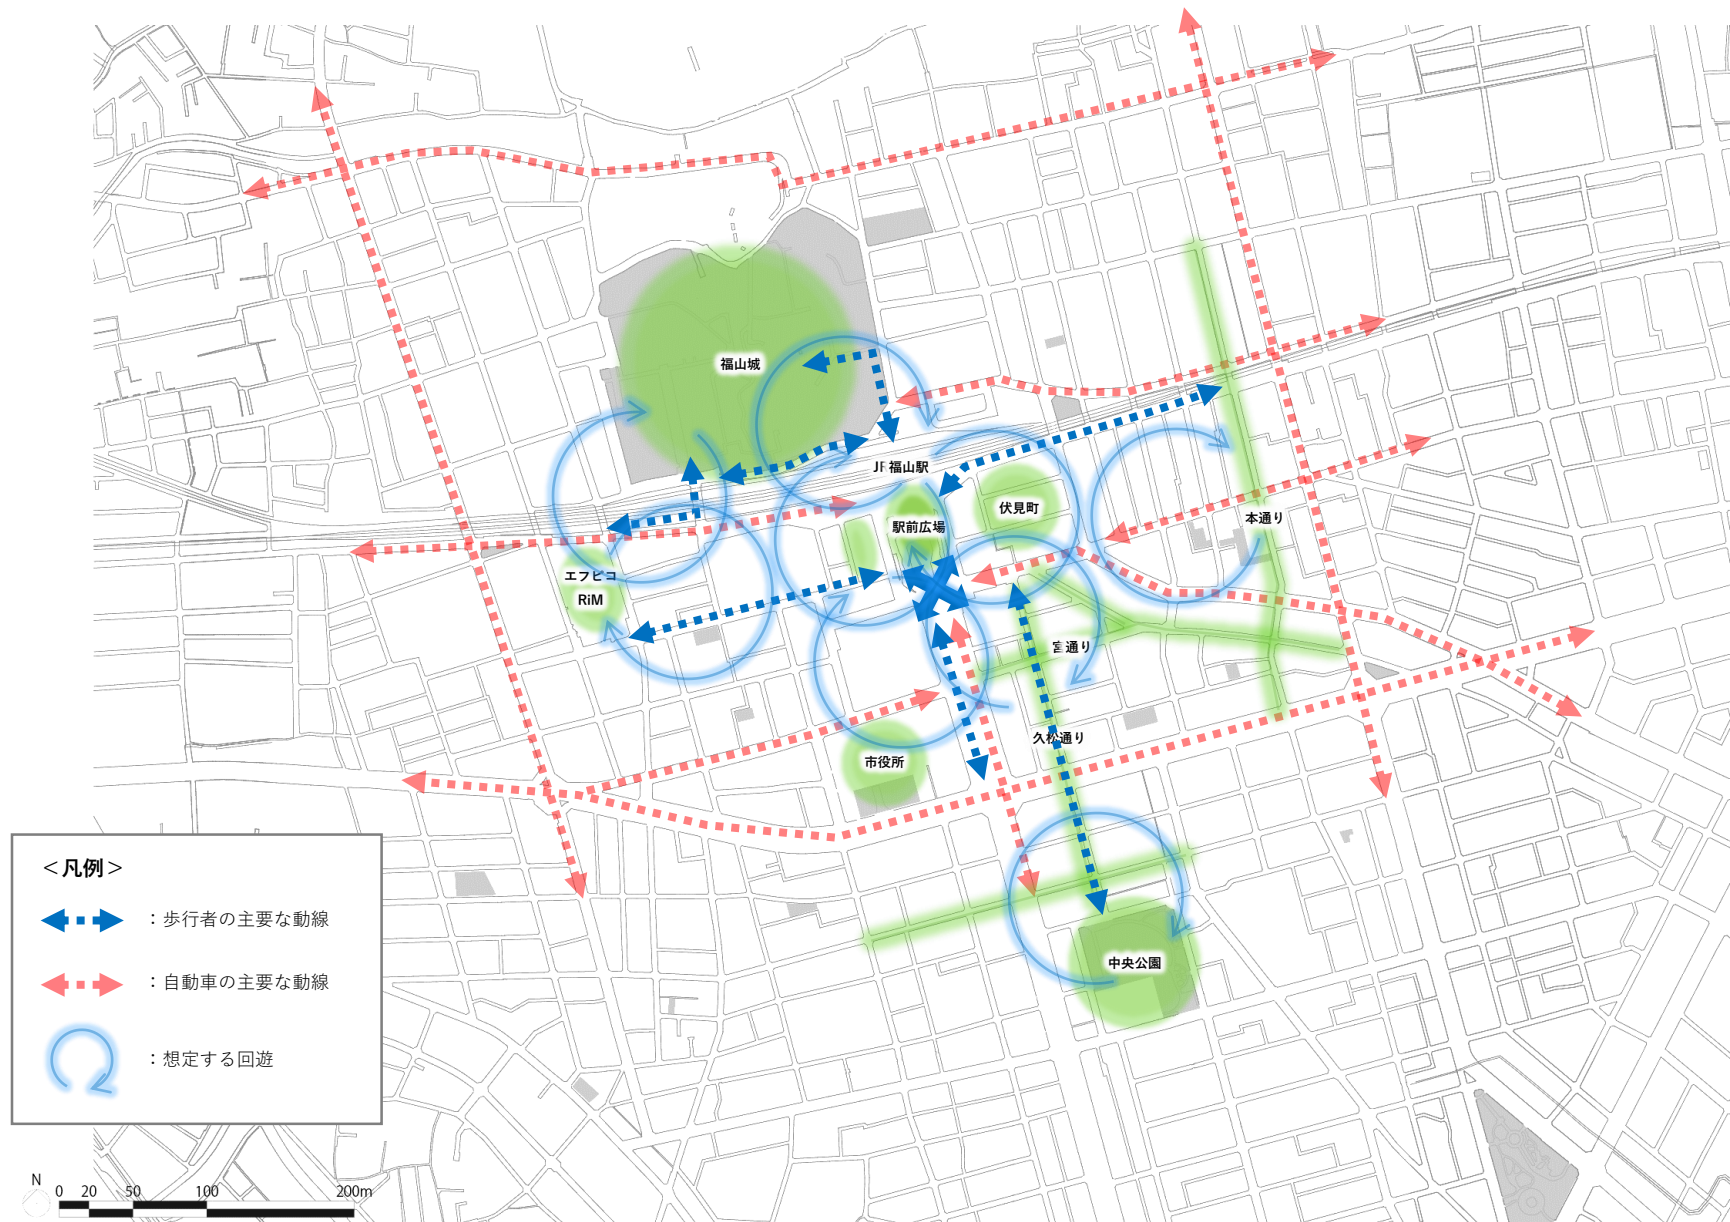 福山城
JR福山駅
伏見町
駅前広場
本通り
エフピコ
RiM
宮通り
久松通り
市役所
中央公園
＜凡例＞
：歩行者の主要な動線
：自動車の主要な動線
：想定する回遊
N
0 20 50 100 200m